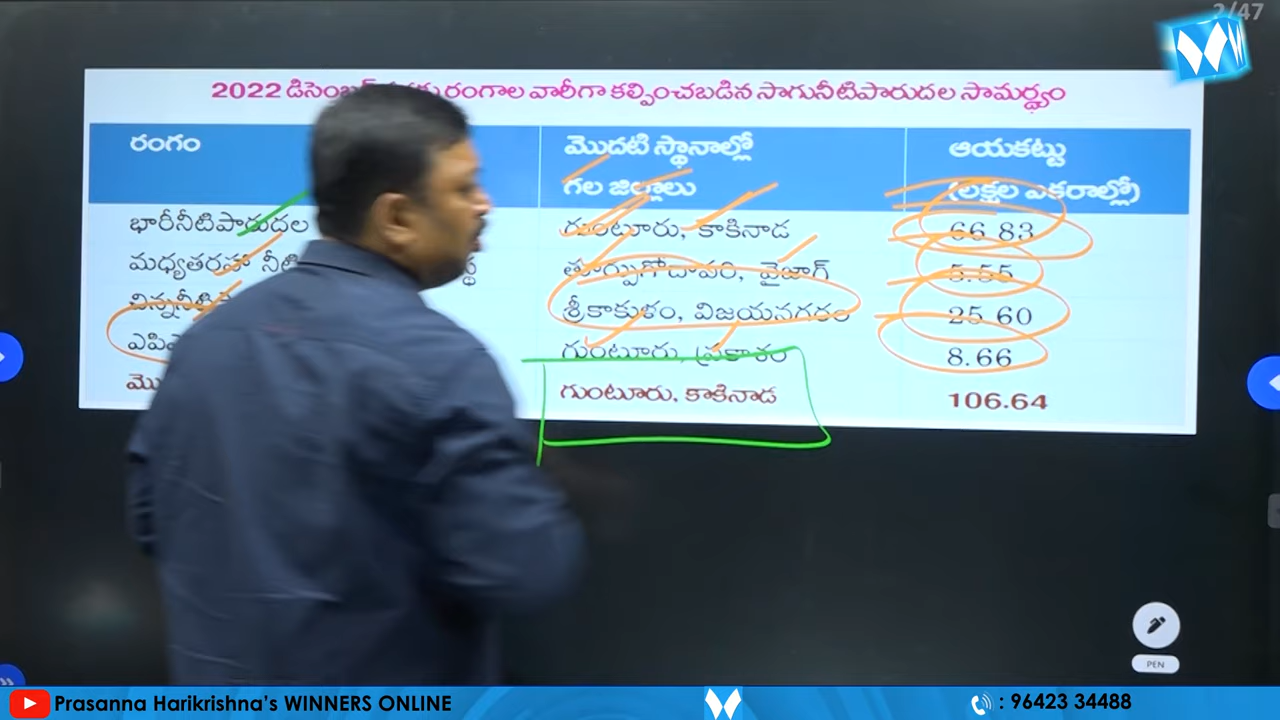 2/47
2022 డిసెంబర్ రంగాల వారీగా కల్పించబడిన సాగునీటిపారుదల సామర్థ్యం
రంగం మొదటి స్థానాల్లో ఆయకట్టు
గల జిల్లాలు (లక్షల ఎకరాల్లో)
భారీనీటిపారుదల గుంటూరు, కాకినాడ 66.83
మధ్యతరహా తూర్పుగోదావరి, వైజాగ్ 5.55
శ్రీకాకుళం, విజయనగరం 25.60
గుంటూరు, ప్రకాశం 8.66
గుంటూరు, కాకినాడ 106.64
PEN
Prasanna Harikrishna's WINNERS ONLINE : 96423 34488